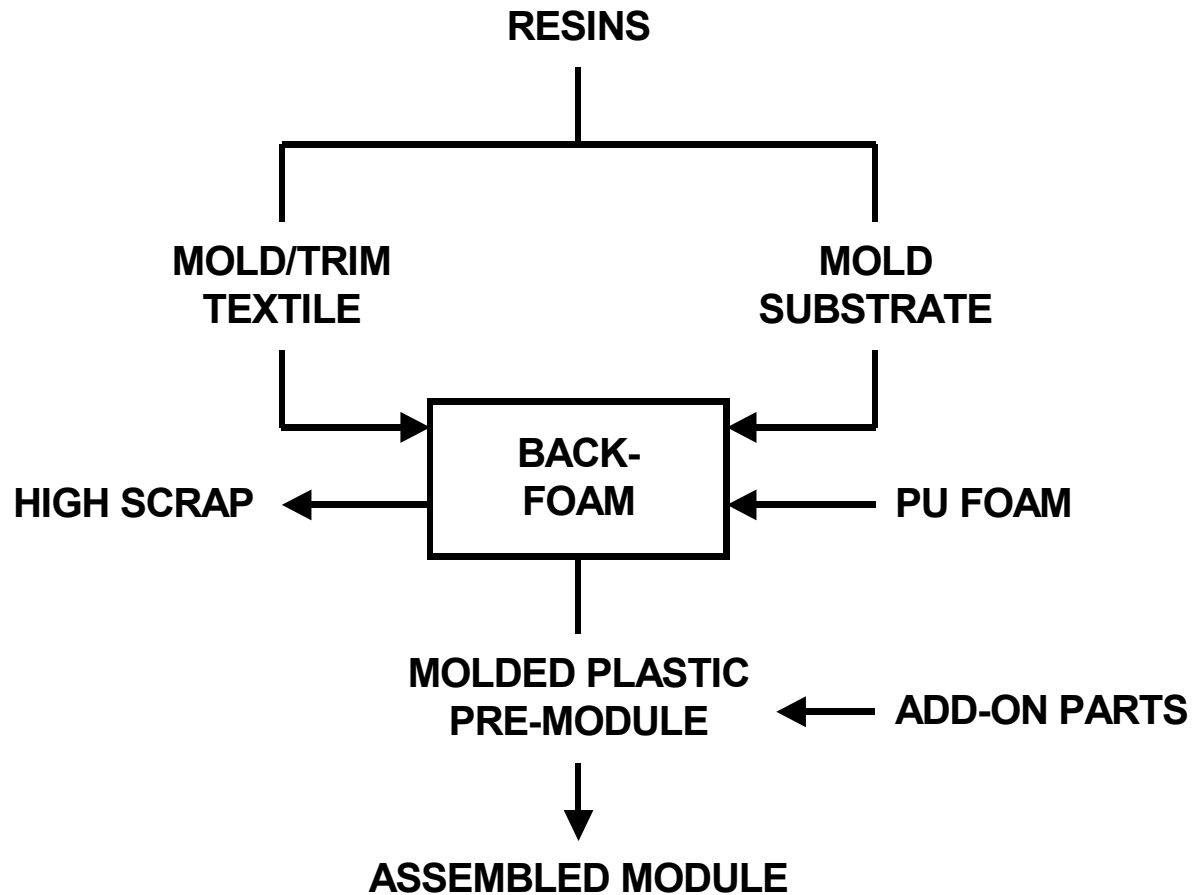 RESINS
MOLD/TRIM
TEXTILE
MOLD
SUBSTRATE
BACK-
FOAM
HIGH SCRAP
PU FOAM
MOLDED PLASTIC
PRE-MODULE
ADD-ON PARTS
ASSEMBLED MODULE